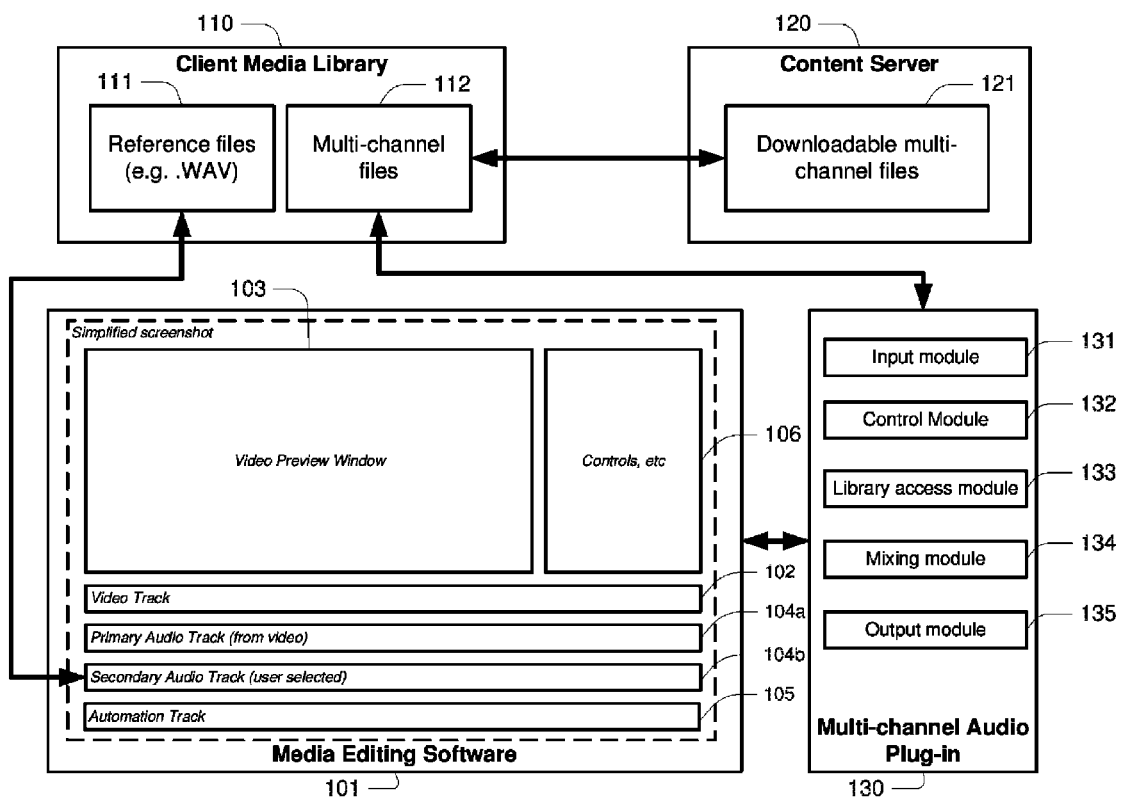 110
120
Client Media Library
Content Server
111
112
121
Reference files
(e.g. .WAV)
Multi-channel
files
Downloadable multi-
channel files
103
Simplified screenshot
Video Preview Window
Controls, etc
106
Video Track
102
Primary Audio Track (from video)
104a
Secondary Audio Track (user selected)
104b
Automation Track
105
Media Editing Software
101
Input module
131
Control Module
132
Library access module
133
Mixing module
134
Output module
135
Multi-channel Audio
Plug-in
130